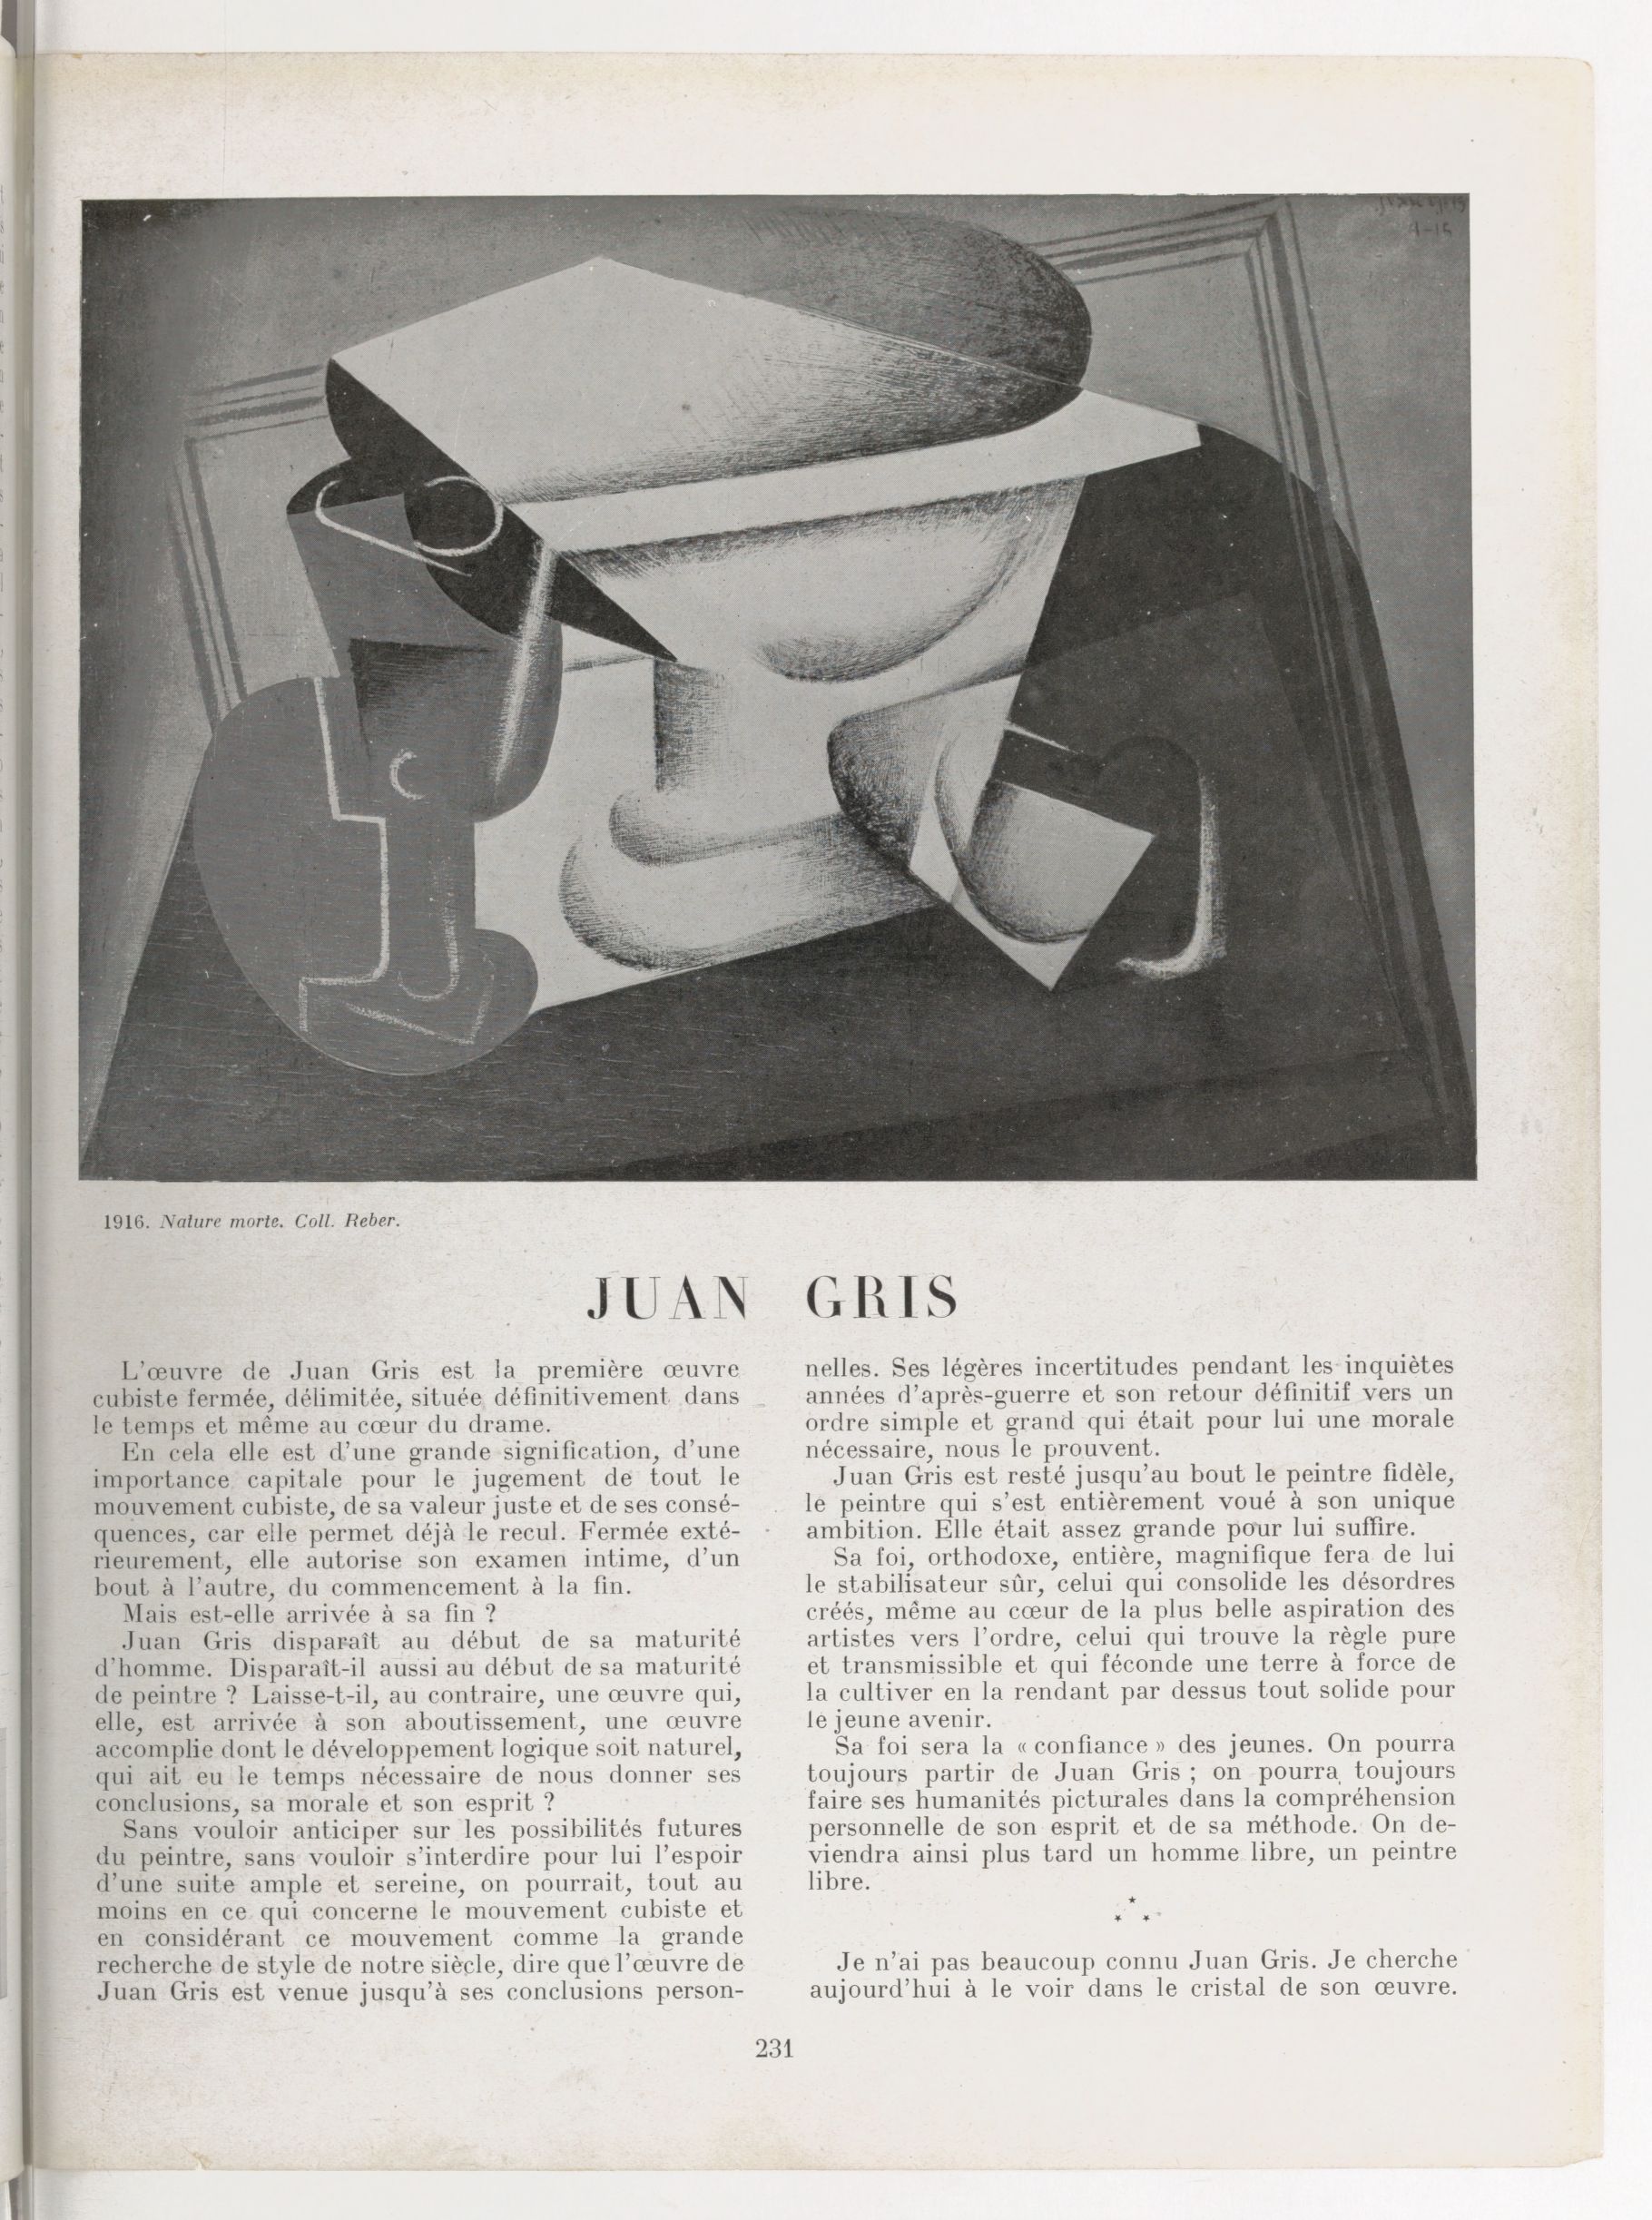 1916. Nature morte. Coll. Reber.
JUAN GRIS
L'œuvre de Juan Gris est la première œuvre
cubiste fermée, délimitée, située définitivement dans
le temps et même au cœur du drame.
En cela elle est d'une grande signification, d'une
importance capitale pour le jugement de tout le
mouvement cubiste, de sa valeur juste et de ses consé-
quences, car elle permet déjà le recul. Fermée exté-
rieurement, elle autorise son examen intime, d'un
bout à l'autre, du commencement à la fin.
Mais est-elle arrivée à sa fin ?
Juan Gris disparaît au début de sa maturité
d'homme. Disparaît-il aussi au début de sa maturité
de peintre ? Laisse-t-il, au contraire, une œuvre qui,
elle, est arrivée à son aboutissement, une œuvre
accomplie dont le développement logique soit naturel,
qui ait eu le temps nécessaire de nous donner ses
conclusions, sa morale et son esprit ?
Sans vouloir anticiper sur les possibilités futures
du peintre, sans vouloir s'interdire pour lui l'espoir
d'une suite ample et sereine, on pourrait, tout au
moins en ce qui concerne le mouvement cubiste et
en considérant ce mouvement comme la grande
recherche de style de notre siècle, dire que l'œuvre de
Juan Gris est venue jusqu'à ses conclusions person-
nelles. Ses légères incertitudes pendant les inquiètes
années d'après-guerre et son retour définitif vers un
ordre simple et grand qui était pour lui une morale
nécessaire, nous le prouvent.
Juan Gris est resté jusqu'au bout le peintre fidèle,
le peintre qui s'est entièrement voué à son unique
ambition. Elle était assez grande pour lui suffire.
Sa foi, orthodoxe, entière, magnifique fera de lui
le stabilisateur sûr, celui qui consolide les désordres
créés, même au cœur de la plus belle aspiration des
artistes vers l'ordre, celui qui trouve la règle pure
et transmissible et qui féconde une terre à force de
la cultiver en la rendant par dessus tout solide pour
le jeune avenir.
Sa foi sera la « confiance » des jeunes. On pourra
toujours partir de Juan Gris ; on pourra toujours
faire ses humanités picturales dans la compréhension
personnelle de son esprit et de sa méthode. On de-
viendra ainsi plus tard un homme libre, un peintre
libre.
Je n'ai pas beaucoup connu Juan Gris. Je cherche
aujourd'hui à le voir dans le cristal de son œuvre.
231